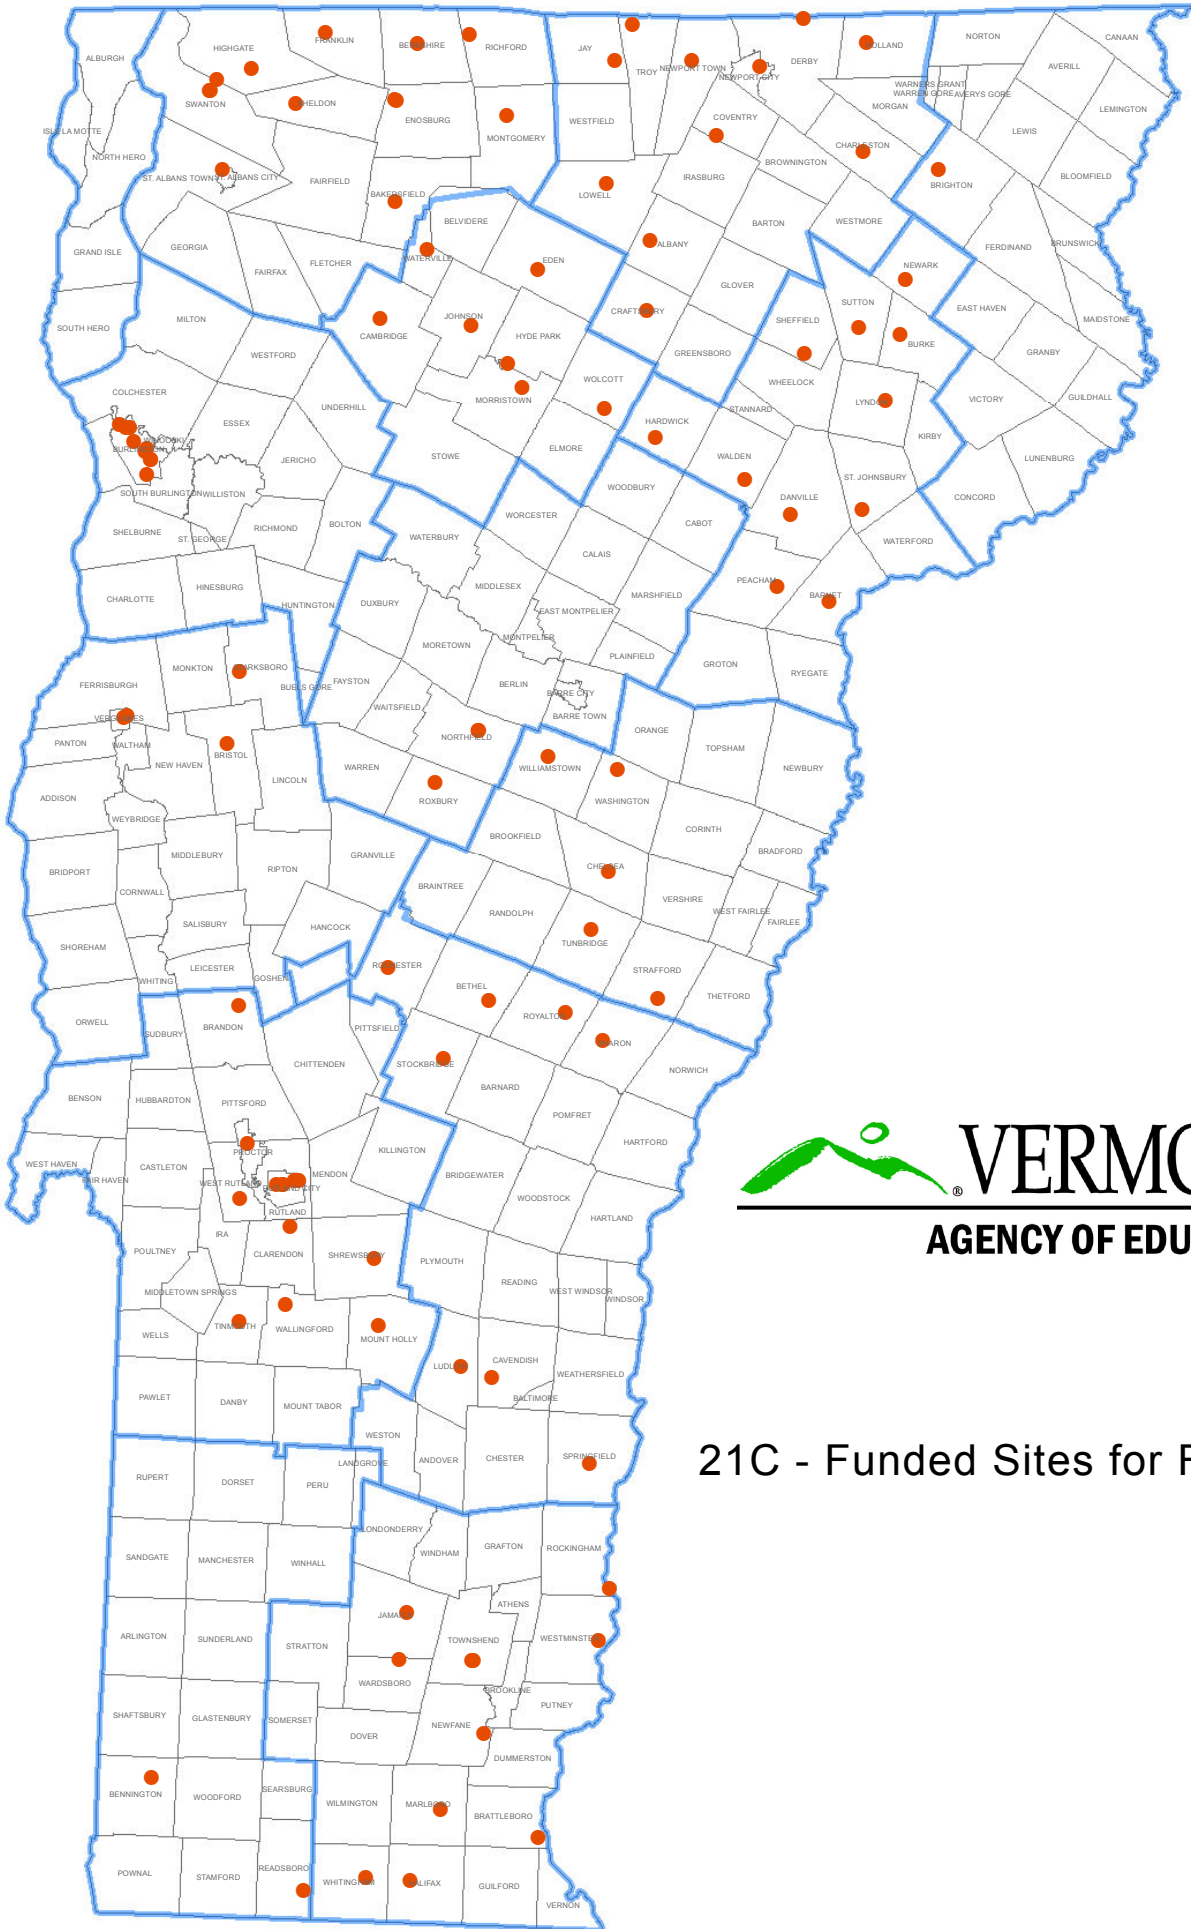 ALBURGH
HIGHGATE
FRANKLIN
BERKSHIRE
RICHFORD
JAY
TROY
NEWPORT TOWN
NEWPORT CITY
DERBY
HOLLAND
NORTON
CANAAN
AVERILL
WARNERS GRANT
WARREN GORE
AVERYS GORE
LEMINGTON
MORGAN
SWANTON
SHELDON
ENOSBURG
MONTGOMERY
WESTFIELD
COVENTRY
LEWIS
ISLE LA MOTTE
NORTH HERO
CHARLESTON
BROWNINGTON
BLOOMFIELD
ST. ALBANS TOWN
ST. ALBANS CITY
FAIRFIELD
BAKERSFIELD
LOWELL
IRASBURG
BRIGHTON
BELVIDERE
BARTON
WESTMORE
GRAND ISLE
GEORGIA
FAIRFAX
FLETCHER
WATERVILLE
EDEN
ALBANY
FERDINAND
BRUNSWICK
NEWARK
GLOVER
SOUTH HERO
MILTON
CAMBRIDGE
JOHNSON
HYDE PARK
CRAFTSBURY
SHEFFIELD
SUTTON
EAST HAVEN
MAIDSTONE
BURKE
GREENSBORO
GRANBY
WESTFORD
WHEELOCK
WOLCOTT
COLCHESTER
UNDERHILL
MORRISTOWN
STANNARD
LYNDON
VICTORY
GUILDHALL
ESSEX
HARDWICK
KIRBY
WINOOSKI
BURLINGTON
ELMORE
STOWE
JERICHO
WALDEN
LUNENBURG
ST. JOHNSBURY
WOODBURY
SOUTH BURLINGTON
WILLISTON
DANVILLE
CONCORD
WORCESTER
CABOT
SHELBURNE
ST. GEORGE
RICHMOND
BOLTON
WATERBURY
WATERFORD
CALAIS
HINESBURG
MIDDLESEX
PEACHAM
CHARLOTTE
HUNTINGTON
DUXBURY
MARSHFIELD
BARNET
EAST MONTPELIER
MONTPELIER
MORETOWN
PLAINFIELD
GROTON
RYEGATE
MONKTON
STARKSBORO
FERRISBURGH
BUELS GORE
FAYSTON
BERLIN
BARRE CITY
BARRE TOWN
WAITSFIELD
VERGENNES
ORANGE
PANTON
WALTHAM
NORTHFIELD
TOPSHAM
NEW HAVEN
BRISTOL
WARREN
WILLIAMSTOWN
NEWBURY
LINCOLN
ADDISON
ROXBURY
WASHINGTON
WEYBRIDGE
CORINTH
BROOKFIELD
MIDDLEBURY
GRANVILLE
BRADFORD
BRIDPORT
RIPTON
CHELSEA
CORNWALL
BRAINTREE
VERSHIRE
WEST FAIRLEE
RANDOLPH
FAIRLEE
SALISBURY
HANCOCK
SHOREHAM
TUNBRIDGE
LEICESTER
ROCHESTER
STRAFFORD
WHITING
GOSHEN
BETHEL
THETFORD
ORWELL
BRANDON
PITTSFIELD
ROYALTON
SUDBURY
SHARON
CHITTENDEN
STOCKBRIDGE
NORWICH
BARNARD
BENSON
HUBBARDTON
PITTSFORD
POMFRET
PROCTOR
KILLINGTON
HARTFORD
WEST HAVEN
CASTLETON
MENDON
BRIDGEWATER
FAIR HAVEN
WEST RUTLAND
RUTLAND CITY
WOODSTOCK
RUTLAND
HARTLAND
VERMO
AGENCY OF EDU
IRA
POULTNEY
CLARENDON
SHREWSBURY
PLYMOUTH
READING
WEST WINDSOR
WINDSOR
MIDDLETOWN SPRINGS
WELLS
TINMOUTH
WALLINGFORD
MOUNT HOLLY
LUDLOW
CAVENDISH
WEATHERSFIELD
PAWLET
DANBY
MOUNT TABOR
BALTIMORE
WESTON
ANDOVER
CHESTER
SPRINGFIELD
21C - Funded Sites for F
LANDGROVE
RUPERT
DORSET
PERU
LONDONDERRY
WINDHAM
GRAFTON
ROCKINGHAM
SANDGATE
MANCHESTER
WINHALL
ATHENS
JAMAICA
ARLINGTON
SUNDERLAND
STRATTON
TOWNSHEND
WESTMINSTER
WARDSBORO
BROOKLINE
SHAFTSBURY
GLASTENBURY
SOMERSET
PUTNEY
NEWFANE
DOVER
DUMMERSTON
BENNINGTON
WOODFORD
SEARSBURG
WILMINGTON
MARLBORO
BRATTLEBORO
POWNAL
STAMFORD
READSBORO
WHITINGHAM
HALIFAX
GUILFORD
VERNON